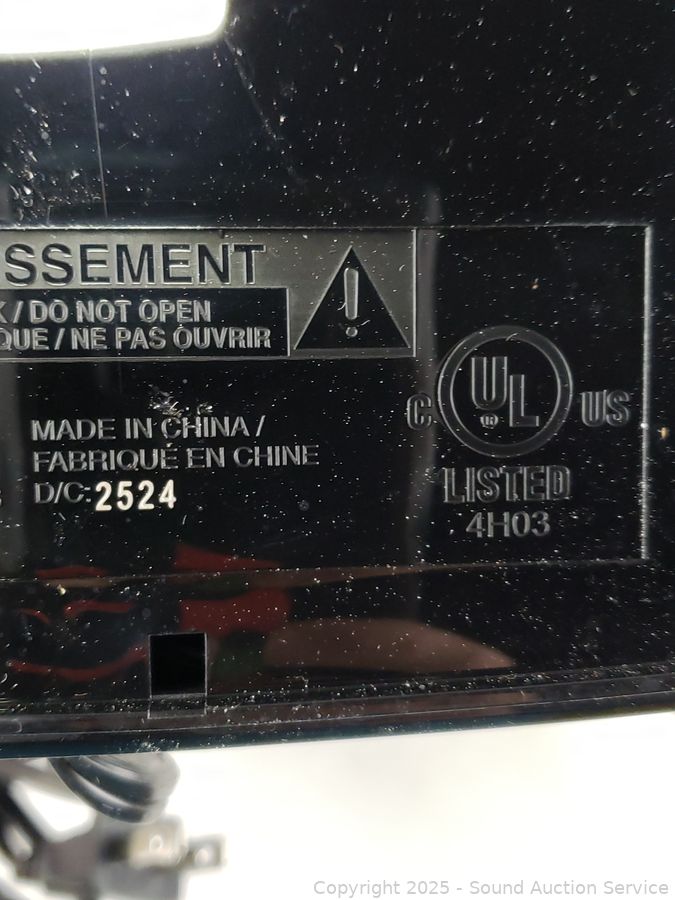 SSEMENT
K / DO NOT OPEN
QUE / NE PAS OUVRIR
MADE IN CHINA /
FABRIQUÉ EN CHINE
D/C: 2524
C UL US
LISTED
4H03
Copyright 2025 - Sound Auction Service